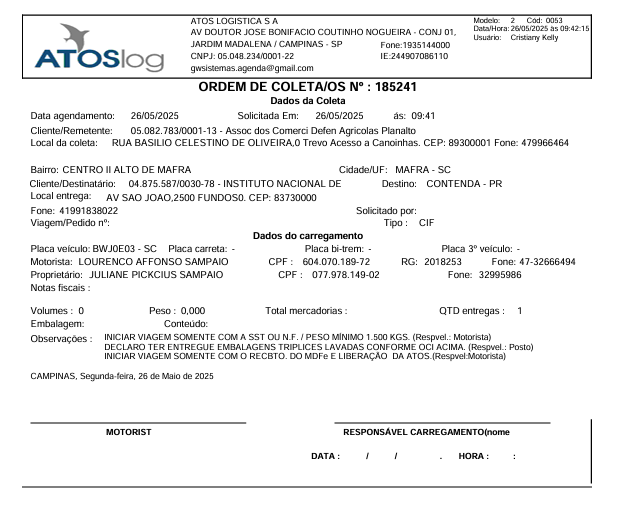 ATOSlog
ATOS LOGISTICA S A
AV DOUTOR JOSE BONIFACIO COUTINHO NOGUEIRA - CONJ 01,
JARDIM MADALENA / CAMPINAS - SP Fone:1935144000
CNPJ: 05.048.234/0001-22 IE:244907086110
gwsistemas.agenda@gmail.com
Modelo: 2 Cód: 0053
Data/Hora: 26/05/2025 às 09:42:15
Usuário: Cristiany Kelly
ORDEM DE COLETA/OS Nº : 185241
Dados da Coleta
Data agendamento: 26/05/2025 Solicitada Em: 26/05/2025 ás: 09:41
Cliente/Remetente: 05.082.783/0001-13 - Assoc dos Comerci Defen Agricolas Planalto
Local da coleta: RUA BASILIO CELESTINO DE OLIVEIRA,0 Trevo Acesso a Canoinhas. CEP: 89300001 Fone: 479966464
Bairro: CENTRO II ALTO DE MAFRA Cidade/UF: MAFRA - SC
Cliente/Destinatário: 04.875.587/0030-78 - INSTITUTO NACIONAL DE Destino: CONTENDA - PR
Local entrega: AV SAO JOAO,2500 FUNDOS0. CEP: 83730000
Fone: 41991838022 Solicitado por:
Viagem/Pedido nº: Tipo : CIF
Dados do carregamento
Placa veículo: BWJ0E03 - SC Placa carreta: - Placa bi-trem: - Placa 3º veículo: -
Motorista: LOURENCO AFFONSO SAMPAIO CPF : 604.070.189-72 RG: 2018253 Fone: 47-32666494
Proprietário: JULIANE PICKCIUS SAMPAIO CPF : 077.978.149-02 Fone: 32995986
Notas fiscais :
Volumes : 0 Peso : 0,000 Total mercadorias : QTD entregas : 1
Embalagem: Conteúdo:
Observações : INICIAR VIAGEM SOMENTE COM A SST OU N.F. / PESO MÍNIMO 1.500 KGS. (Respvel.: Motorista)
DECLARO TER ENTREGUE EMBALAGENS TRIPLICES LAVADAS CONFORME OCI ACIMA. (Respvel.: Posto)
INICIAR VIAGEM SOMENTE COM O RECBTO. DO MDFe E LIBERAÇÃO DA ATOS.(Respvel:Motorista)
CAMPINAS, Segunda-feira, 26 de Maio de 2025
MOTORIST RESPONSÁVEL CARREGAMENTO(nome
DATA : / / . HORA : :